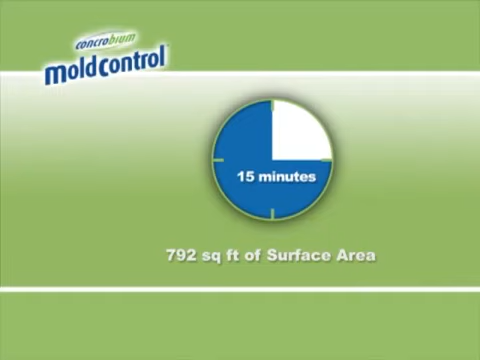 concrobium
moldcontrol
15 minutes
792 sq ft of Surface Area